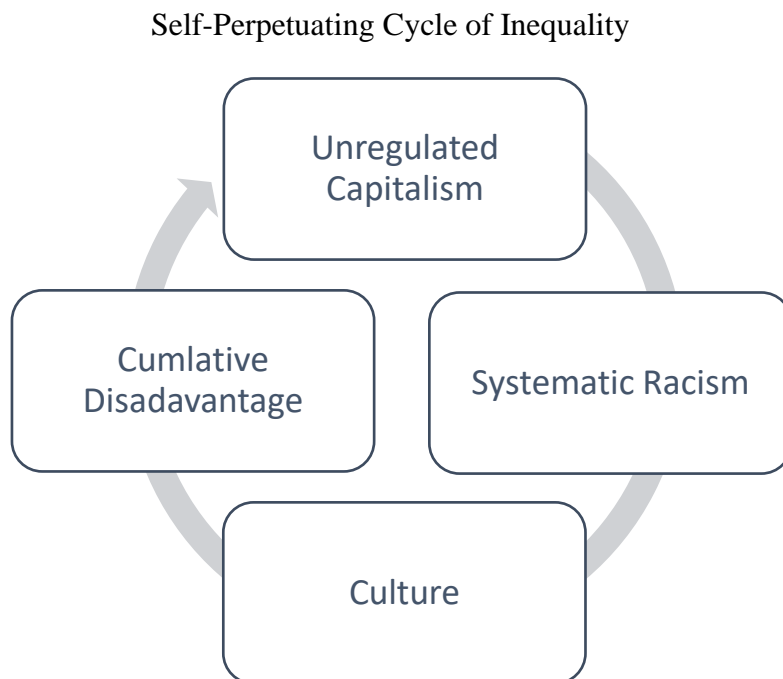 Self-Perpetuating Cycle of Inequality
Unregulated
Capitalism
Systematic Racism
Culture
Cumlative
Disadavantage